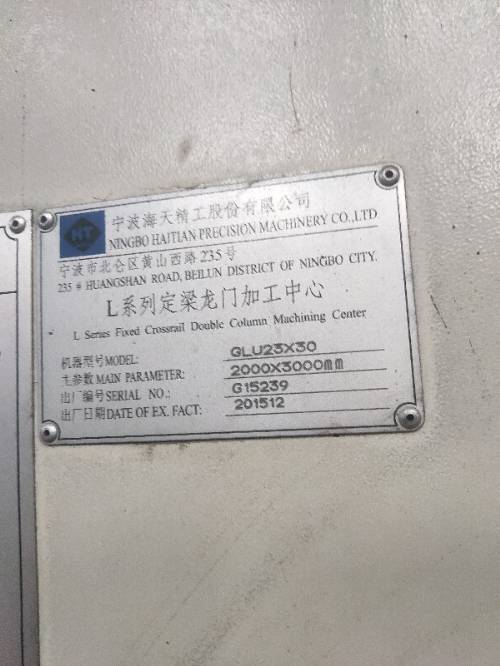 HT
宁波海天精工股份有限公司
NINGBO HAITIAN PRECISION MACHINERY CO.,LTD
宁波市北仑区黄山西路235号
235 # HUANGSHAN ROAD, BEILUN DISTRICT OF NINGBO CITY.
L系列定梁龙门加工中心
L Series Fixed Crossrail Double Column Machining Center
机器型号MODEL: GLU23X30
主参数MAIN PARAMETER: 2000X3000mm
出厂编号SERIAL NO.: G15239
出厂日期DATE OF EX. FACT: 201512